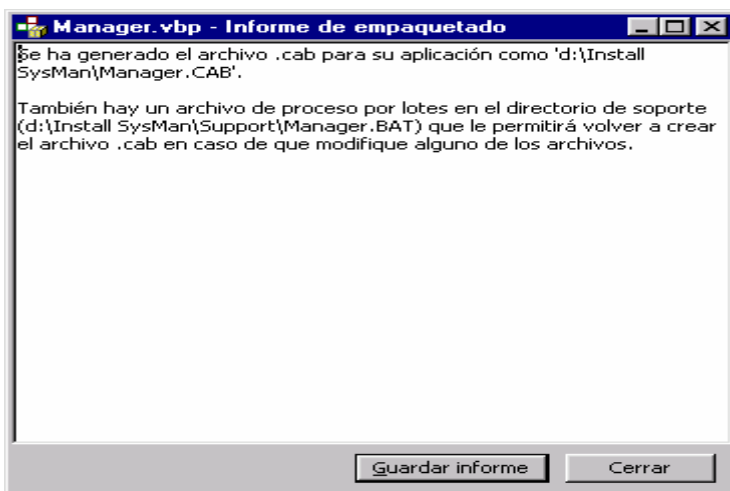 Manager.vbp - Informe de empaquetado
Se ha generado el archivo .cab para su aplicación como 'd:\Install
SysMan\Manager.CAB'.
También hay un archivo de proceso por lotes en el directorio de soporte
(d:\Install SysMan\Support\Manager.BAT) que le permitirá volver a crear
el archivo .cab en caso de que modifique alguno de los archivos.
Guardar informe
Cerrar